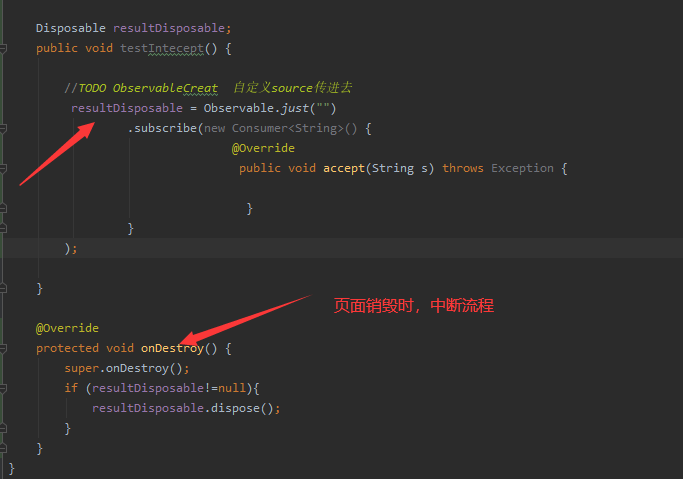 Disposable resultDisposable;
public void testIntecept() {
//TODO ObservableCreat 自定义source传进去
resultDisposable = Observable.just("")
.subscribe(new Consumer<String>() {
@Override
public void accept(String s) throws Exception {
}
}
);
}
页面销毁时，中断流程
@Override
protected void onDestroy() {
super.onDestroy();
if (resultDisposable!=null){
resultDisposable.dispose();
}
}
}